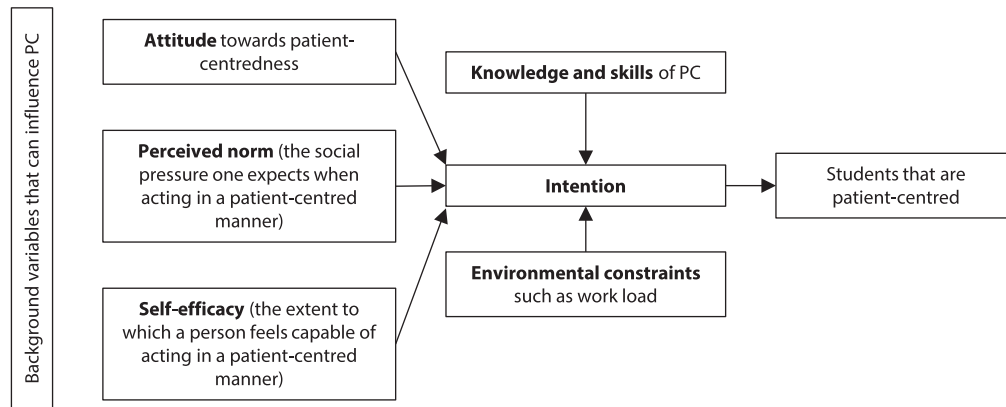 Background variables that can influence PC
Attitude towards patient-
centredness
Perceived norm (the social
pressure one expects when
acting in a patient-centred
manner)
Self-efficacy (the extent to
which a person feels capable of
acting in a patient-centred
manner)
Knowledge and skills of PC
Intention
Environmental constraints
such as work load
Students that are
patient-centred